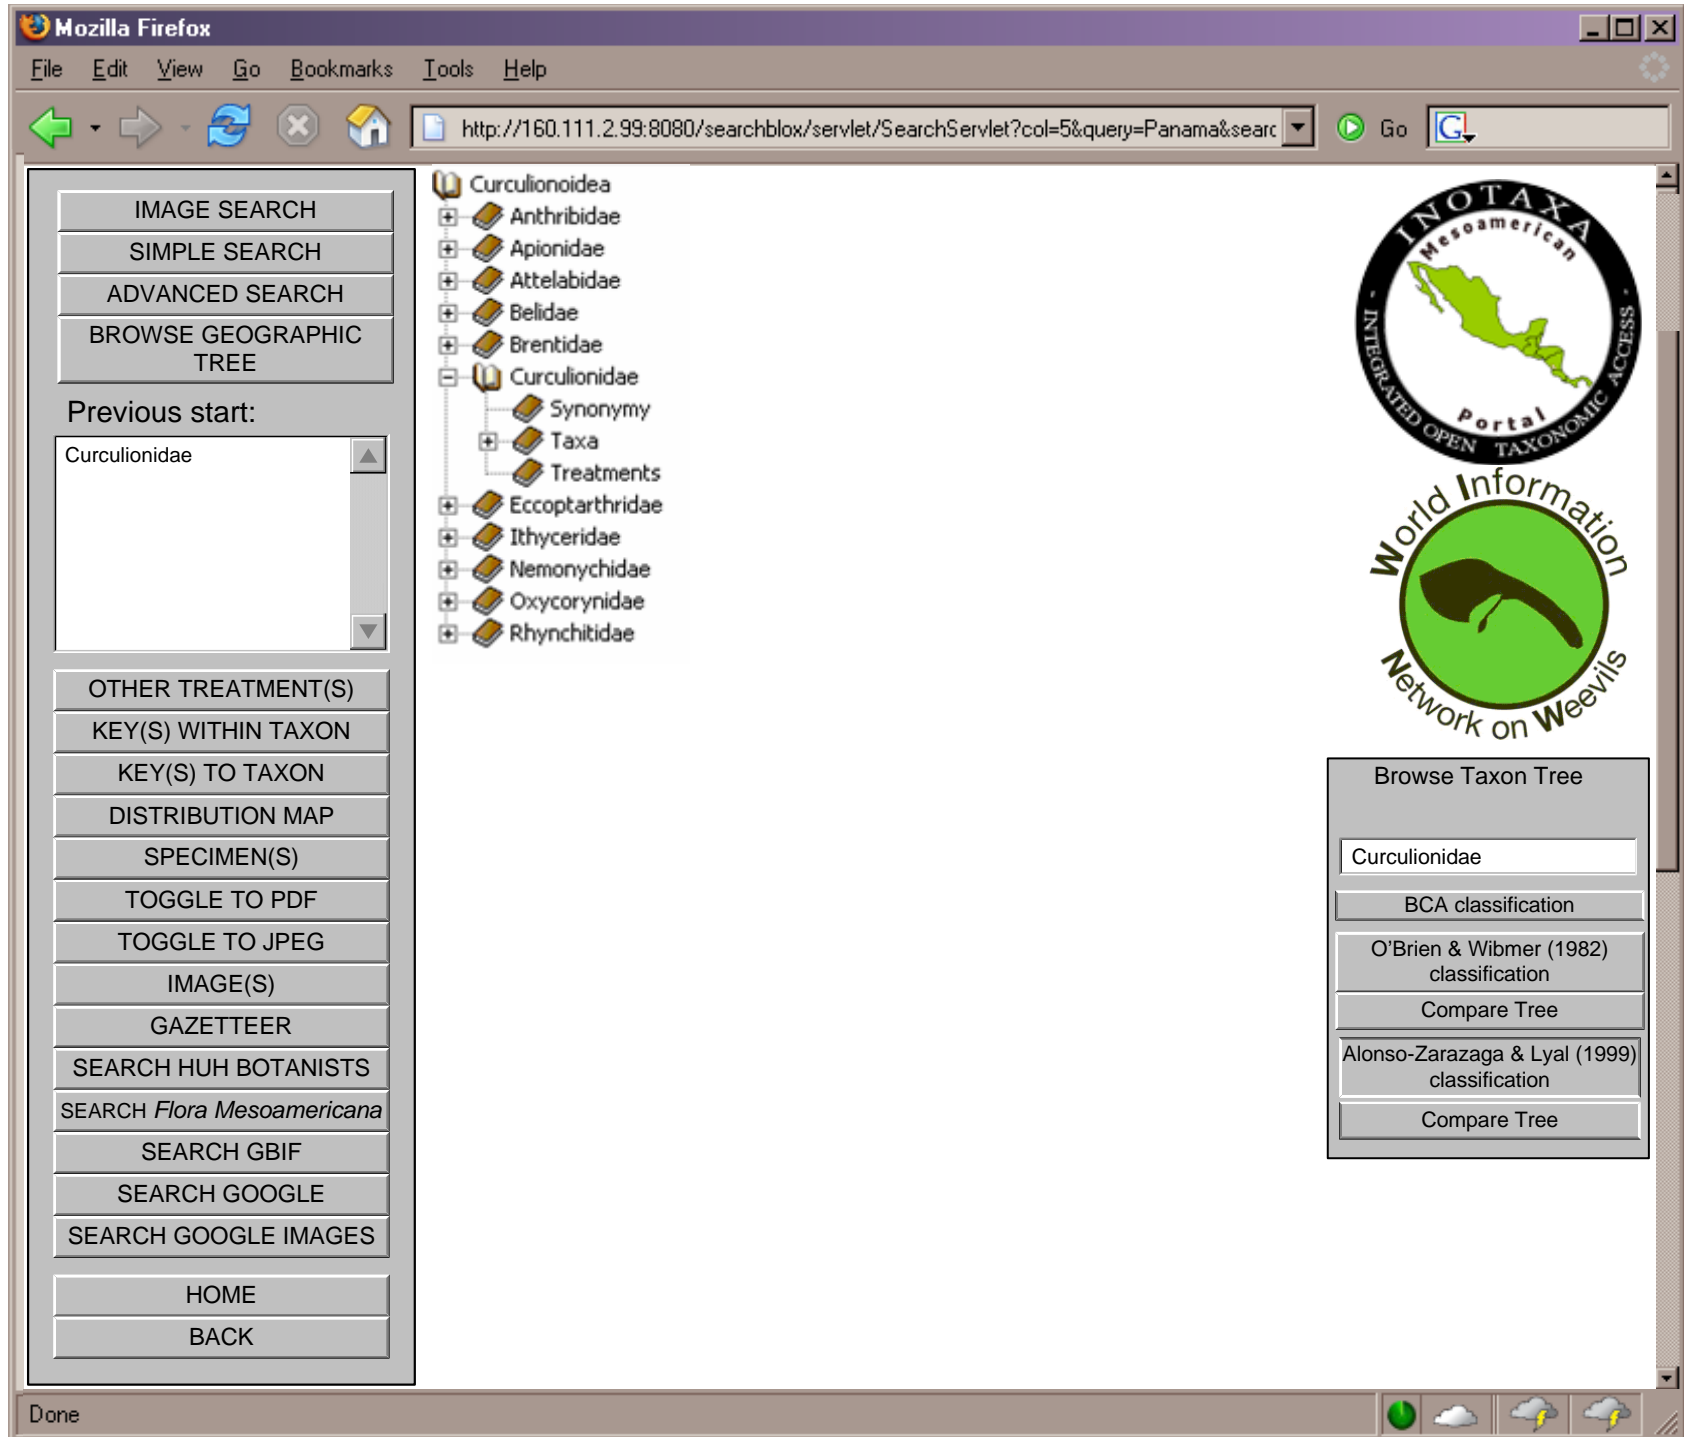 Mozilla Firefox
File Edit View Go Bookmarks Tools Help
http://160.111.2.99:8080/searchblox/servlet/SearchServlet?col=5&query=Panama&searc
Go
G
IMAGE SEARCH
SIMPLE SEARCH
ADVANCED SEARCH
BROWSE GEOGRAPHIC
TREE
Previous start:
Curculionidae
OTHER TREATMENT(S)
KEY(S) WITHIN TAXON
KEY(S) TO TAXON
DISTRIBUTION MAP
SPECIMEN(S)
TOGGLE TO PDF
TOGGLE TO JPEG
IMAGE(S)
GAZETTEER
SEARCH HUH BOTANISTS
SEARCH Flora Mesoamericana
SEARCH GBIF
SEARCH GOOGLE
SEARCH GOOGLE IMAGES
HOME
BACK
Curculionoidea
Anthribidae
Apionidae
Attelabidae
Belidae
Brentidae
Curculionidae
Synonymy
Taxa
Treatments
Eccoptarthridae
Ithyceridae
Nemonychidae
Oxycorynidae
Rhynchitidae
INOTAXA
Mesoamerican
Portal
- INTEGRATED OPEN TAXONOMIC ACCESS -
World Information
Network on Weevils
Browse Taxon Tree
Curculionidae
BCA classification
O'Brien & Wibmer (1982)
classification
Compare Tree
Alonso-Zarazaga & Lyal (1999)
classification
Compare Tree
Done